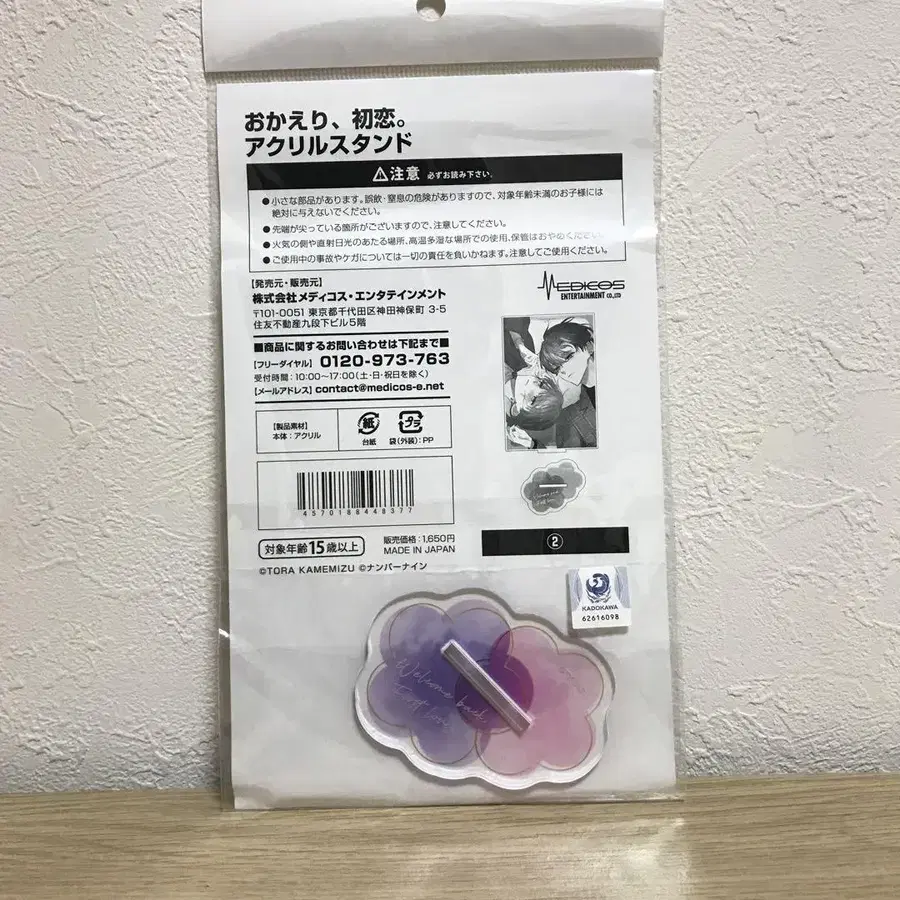 おかえり、初恋。
アクリルスタンド
⚠注意 必ずお読み下さい。
●小さな部品があります。誤飲・窒息の危険がありますので、対象年齢未満のお子様には
絶対に与えないでください。
●先端が尖っている箇所がございますので、注意してください。
●火気の側や直射日光のあたる場所、高温多湿な場所での使用、保管はおやめください。
●ご使用中の事故やケガについては一切の責任を負いかねます。注意してご使用ください。
【発売元・販売元】
株式会社メディコス・エンタテインメント
〒101-0051 東京都千代田区神田神保町 3-5
住友不動産九段下ビル5階
MEDICOS
ENTERTAINMENT CO.,LTD
■商品に関するお問い合わせは下記まで■
【フリーダイヤル】 0120-973-763
受付時間：10:00〜17:00(土・日・祝日を除く)
【メールアドレス】 contact@medicos-e.net
【製品素材】
本体：アクリル
紙
台紙
プラ
袋(外装)：PP
4570188448377
対象年齢15歳以上
販売価格：1,650円
MADE IN JAPAN
②
©TORA KAMEMIZU ©ナンバーナイン
KADOKAWA
62616098
Welcome back,
first love.